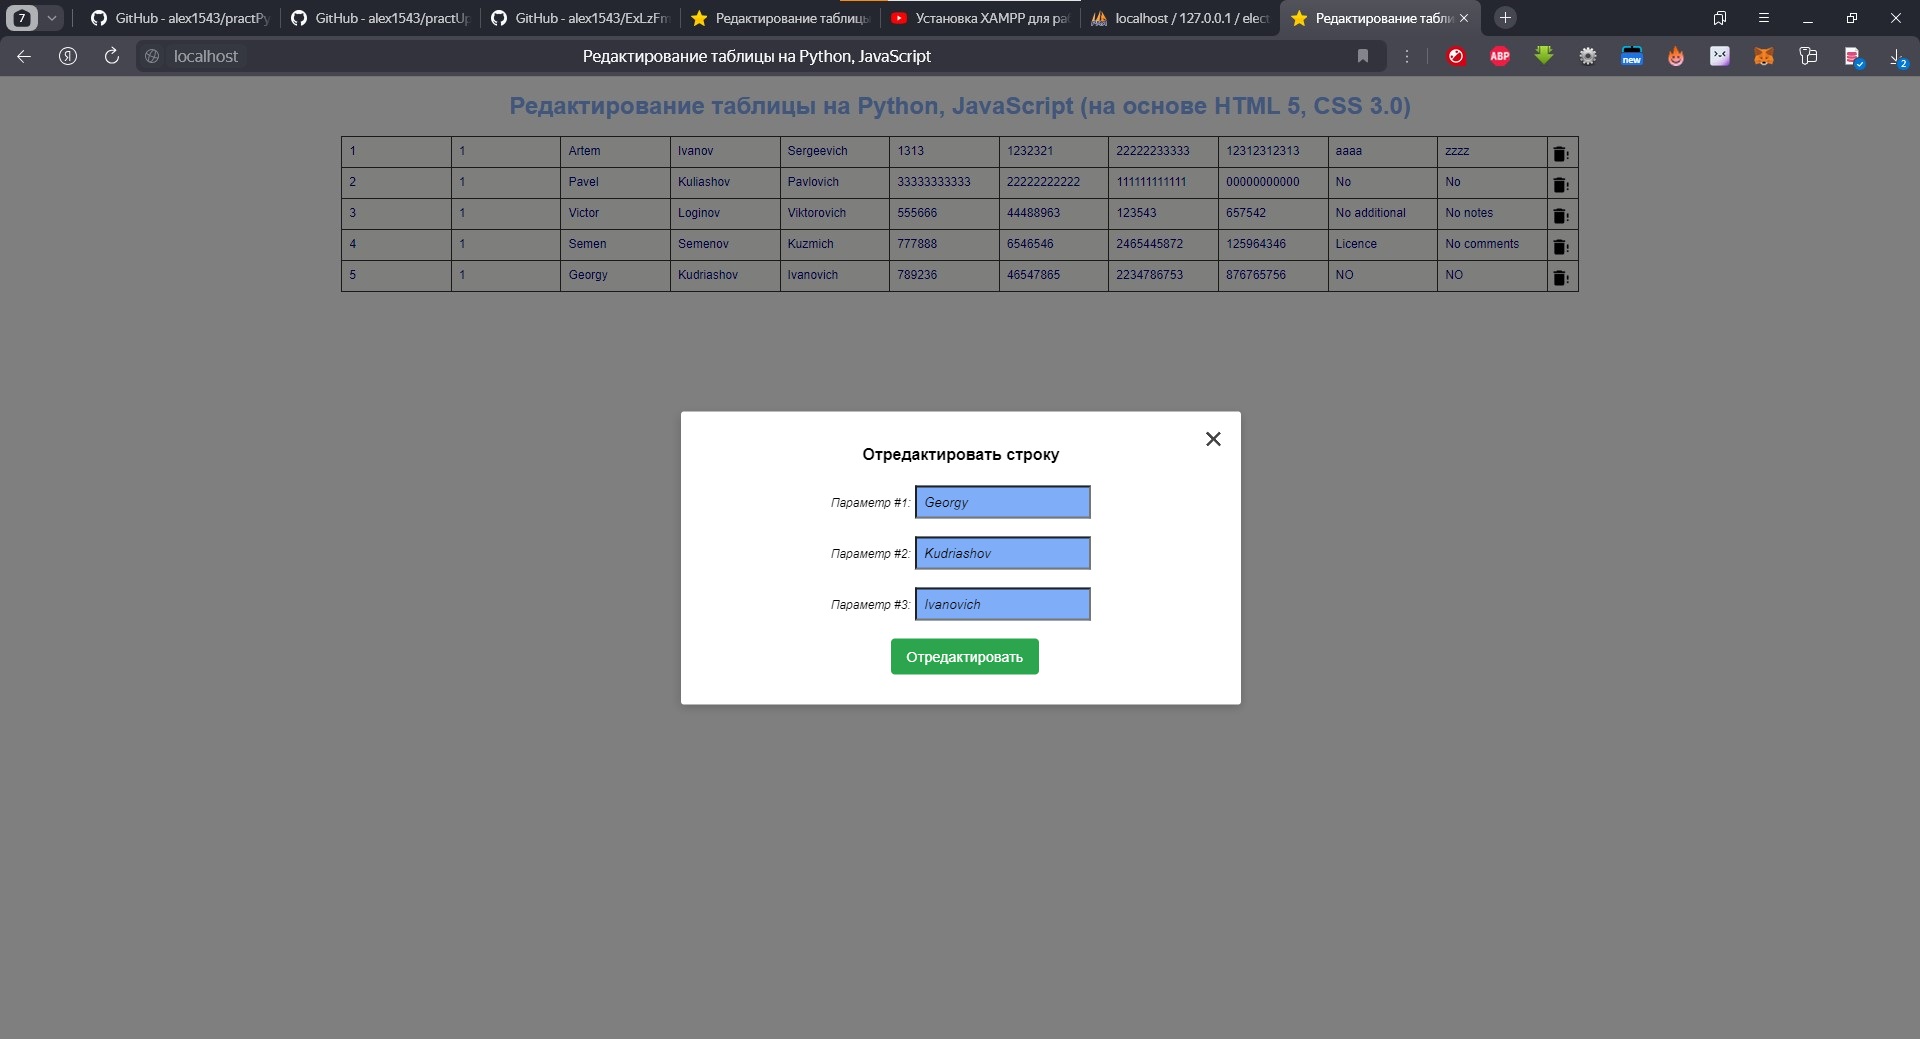 7 GitHub - alex1543/practPy GitHub - alex1543/practUp GitHub - alex1543/ExLzFm Редактирование таблицы Установка XAMPP для ра localhost / 127.0.0.1 / elect Редактирование табли
localhost Редактирование таблицы на Python, JavaScript ABP new 2
Редактирование таблицы на Python, JavaScript (на основе HTML 5, CSS 3.0)
1 1 Artem Ivanov Sergeevich 1313 1232321 22222233333 12312312313 aaaa zzzz
2 1 Pavel Kuliashov Pavlovich 33333333333 22222222222 111111111111 00000000000 No No
3 1 Victor Loginov Viktorovich 555666 44488963 123543 657542 No additional No notes
4 1 Semen Semenov Kuzmich 777888 6546546 2465445872 125964346 Licence No comments
5 1 Georgy Kudriashov Ivanovich 789236 46547865 2234786753 876765756 NO NO
Отредактировать строку
Параметр #1: Georgy
Параметр #2: Kudriashov
Параметр #3: Ivanovich
Отредактировать